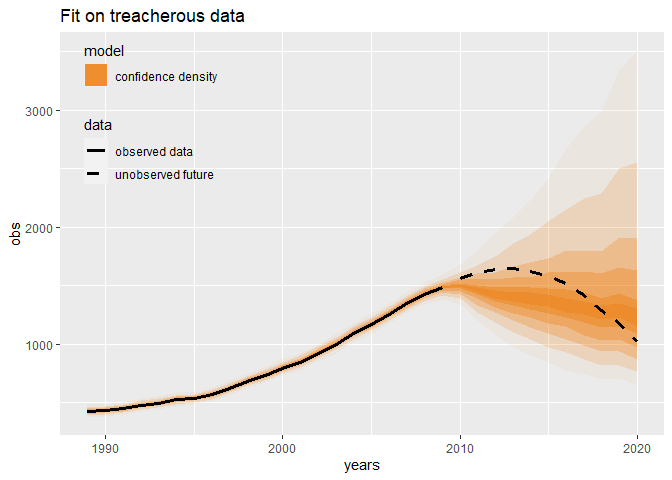 Fit on treacherous data
model
confidence density
data
observed data
unobserved future
3000
2000
1000
obs
1990
2000
2010
2020
years